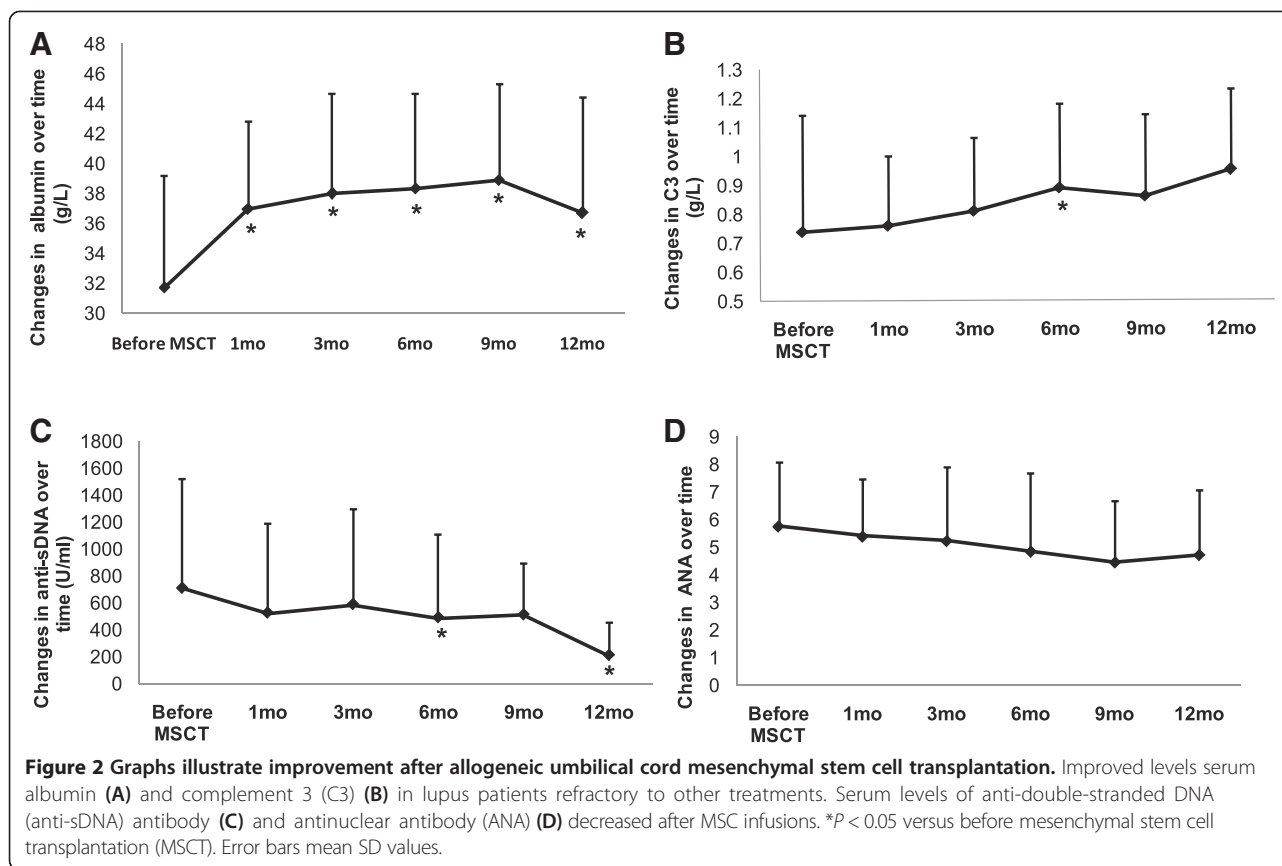 A
Changes in albumin over time
(g/L)
48
46
44
42
40
38
36
34
32
30
*
*
*
*
*
Before MSCT 1mo 3mo 6mo 9mo 12mo
B
Changes in C3 over time
(g/L)
1.3
1.2
1.1
1
0.9
0.8
0.7
0.6
0.5
*
Before 1mo 3mo 6mo 9mo 12mo
MSCT
C
Changes in anti-sDNA over
time (U/ml)
1800
1600
1400
1200
1000
800
600
400
200
0
*
*
Before 1mo 3mo 6mo 9mo 12mo
MSCT
D
Changes in ANA over time
9
8
7
6
5
4
3
2
1
0
Before 1mo 3mo 6mo 9mo 12mo
MSCT
Figure 2 Graphs illustrate improvement after allogeneic umbilical cord mesenchymal stem cell transplantation. Improved levels serum
albumin (A) and complement 3 (C3) (B) in lupus patients refractory to other treatments. Serum levels of anti-double-stranded DNA
(anti-sDNA) antibody (C) and antinuclear antibody (ANA) (D) decreased after MSC infusions. *P < 0.05 versus before mesenchymal stem cell
transplantation (MSCT). Error bars mean SD values.